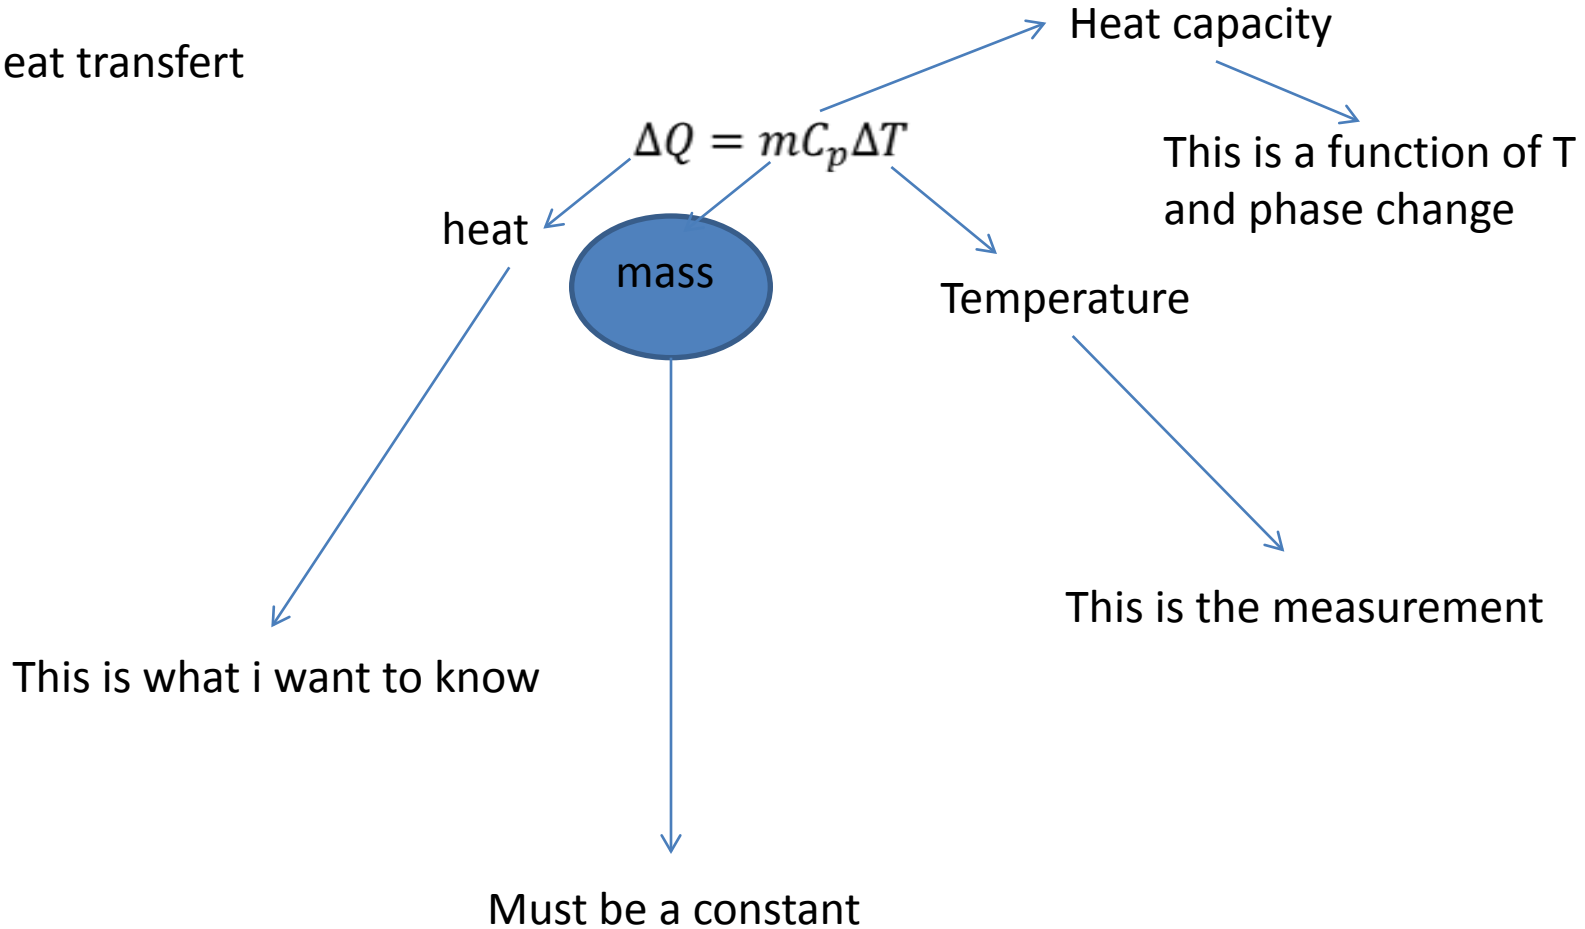 Heat capacity
eat transfert
ΔQ = mCₚΔT
This is a function of T
and phase change
heat
mass
Temperature
This is the measurement
This is what i want to know
Must be a constant